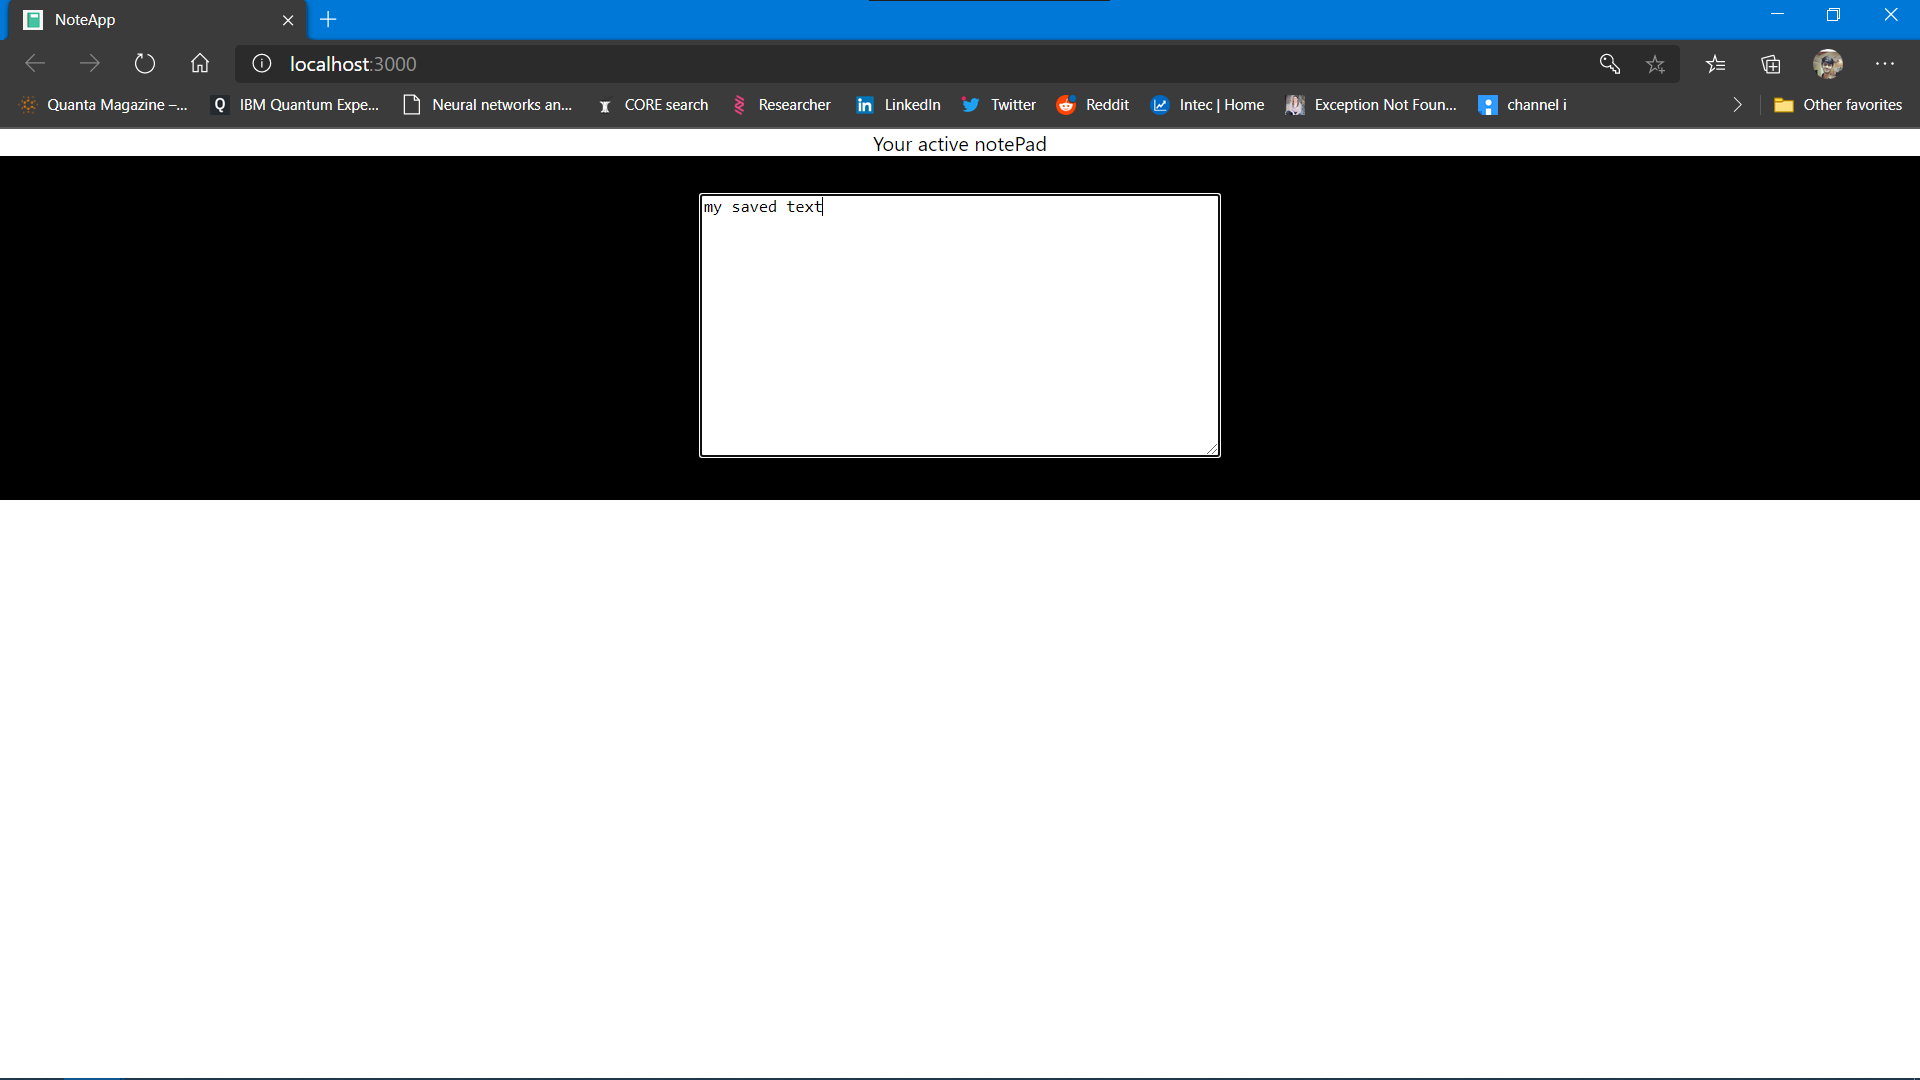 NoteApp
localhost:3000
Quanta Magazine –...
Q IBM Quantum Expe...
Neural networks an...
CORE search
Researcher
in LinkedIn
Twitter
Reddit
Intec | Home
Exception Not Foun...
channel i
Other favorites
Your active notePad
my saved text